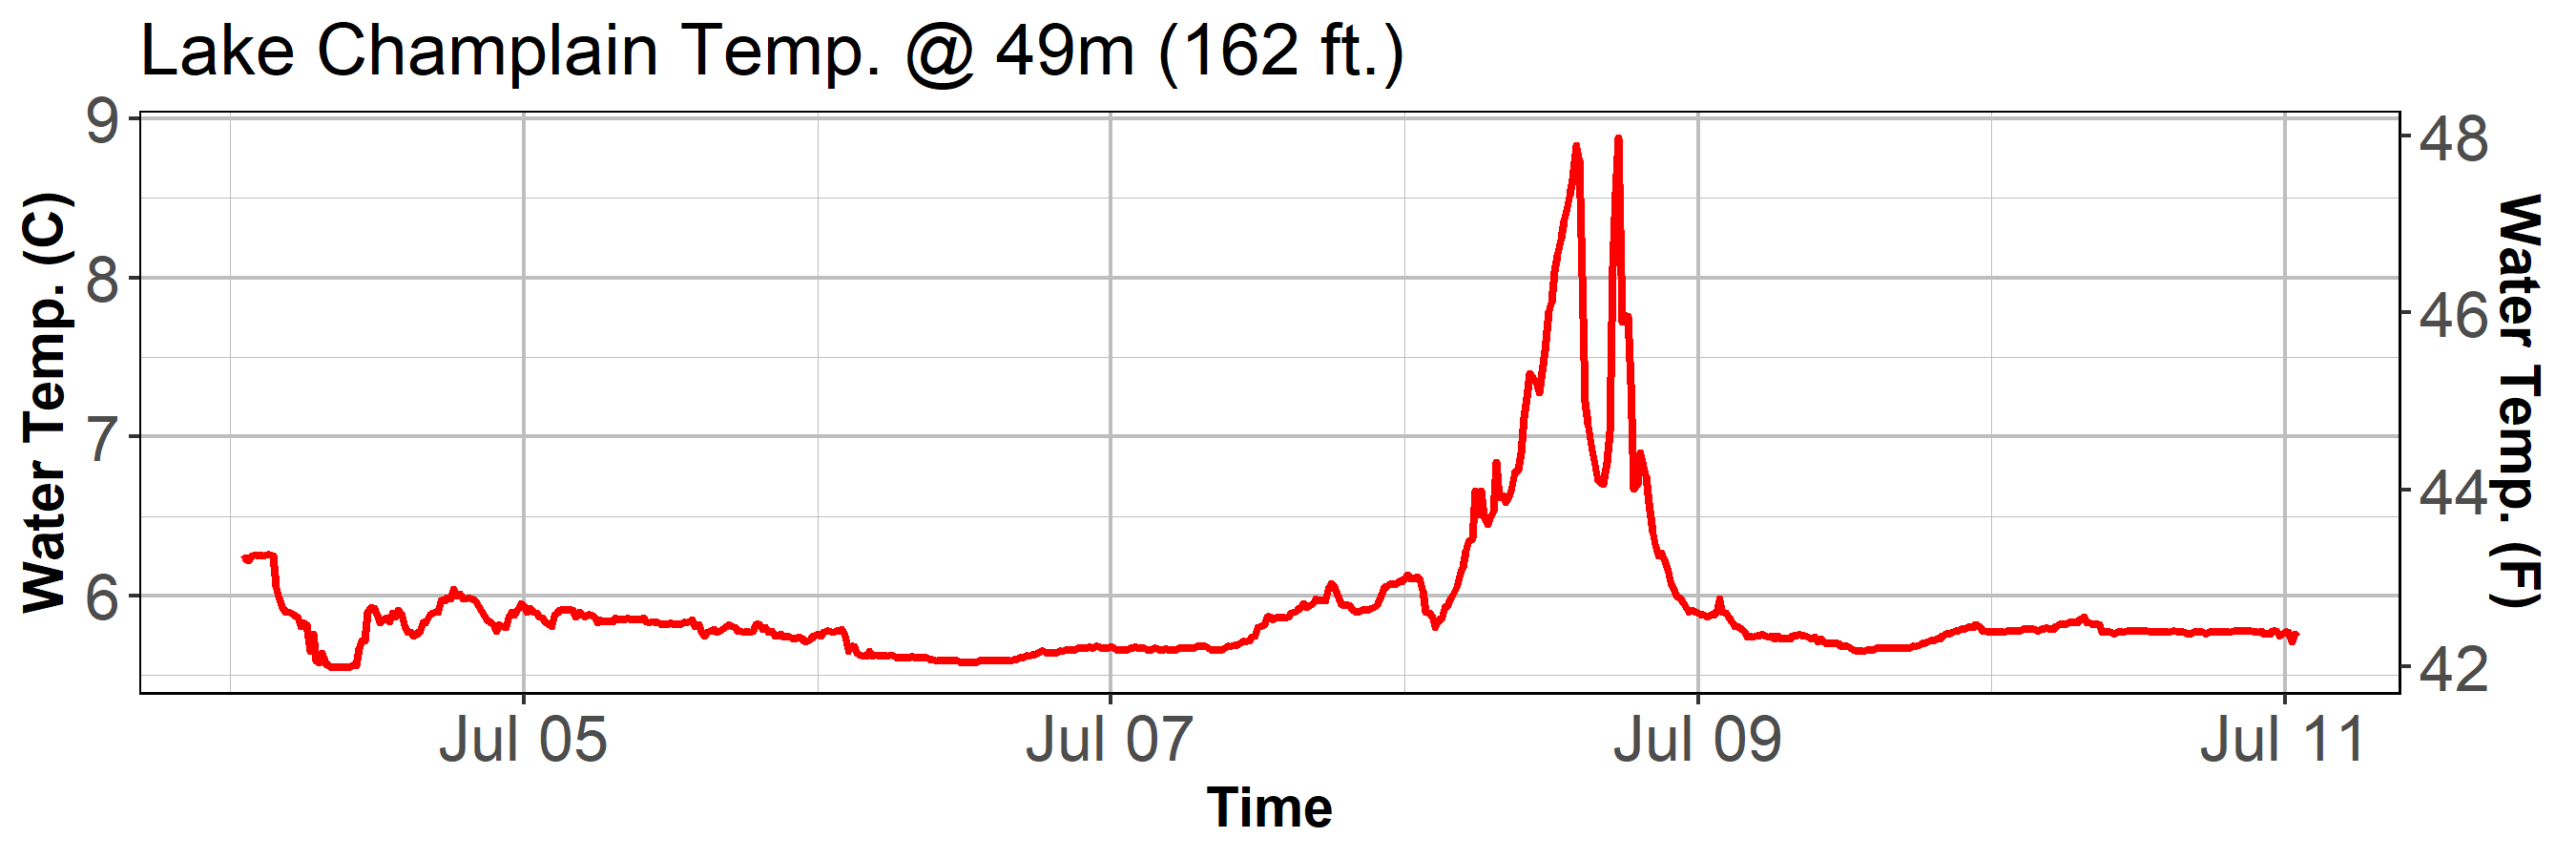 Lake Champlain Temp. @ 49m (162 ft.)
9
8
7
6
Water Temp. (C)
48
46
44
42
Water Temp. (F)
Jul 05
Jul 07
Jul 09
Jul 11
Time